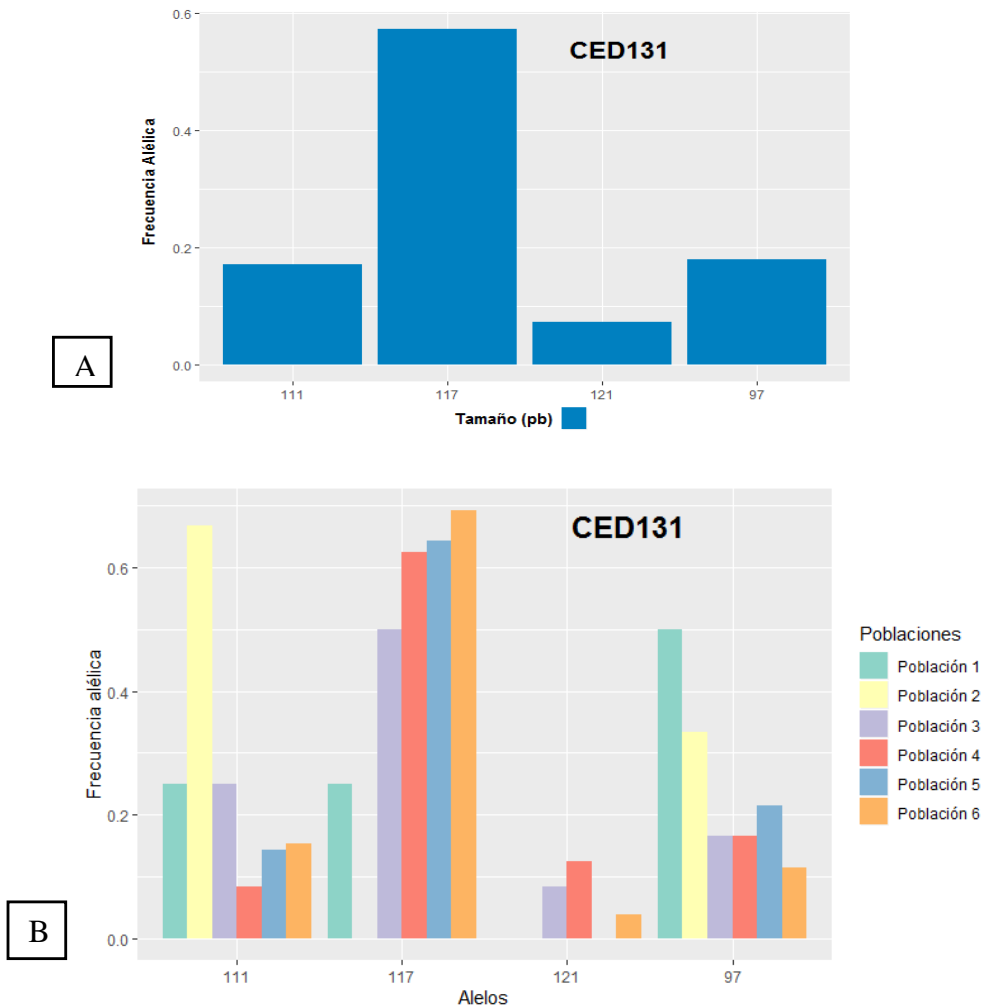 CED131
Frecuencia Alélica
0.6
0.4
0.2
0.0
111 117 121 97
Tamaño (pb)
A
CED131
Frecuencia alélica
0.6
0.4
0.2
0.0
111 117 121 97
Alelos
Poblaciones
Población 1
Población 2
Población 3
Población 4
Población 5
Población 6
B